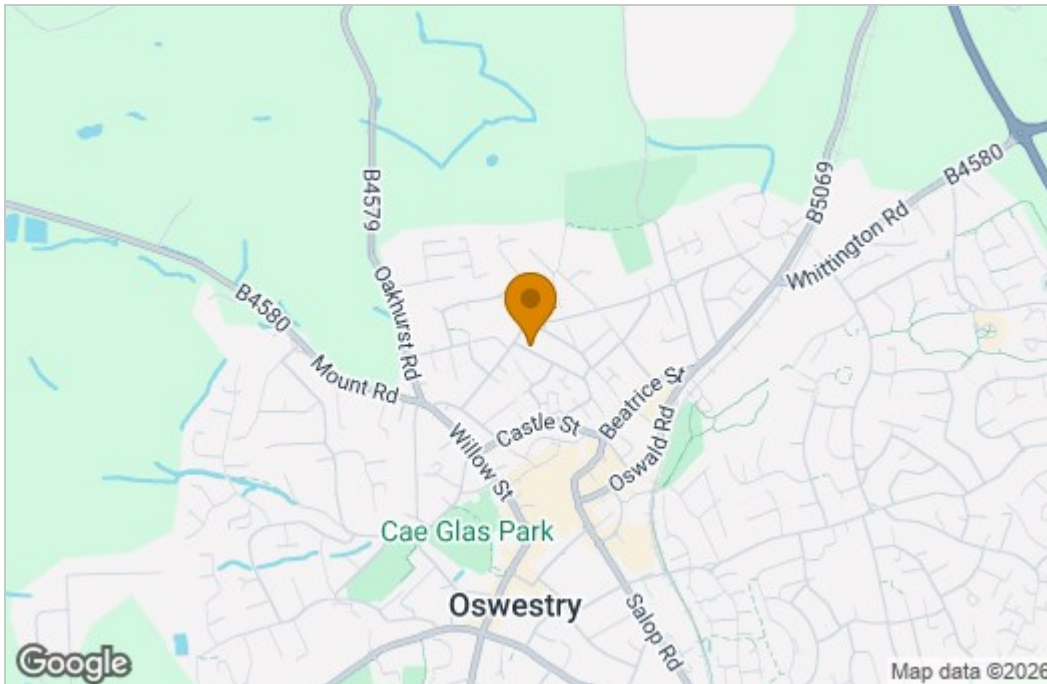 B4579
B5069
B4580
Whittington Rd
B4580
Oakhurst Rd
Mount Rd
Beatrice St
Castle St
Willow St
Oswald Rd
Cae Glas Park
Oswestry
Salop Rd
Google
Map data ©2026